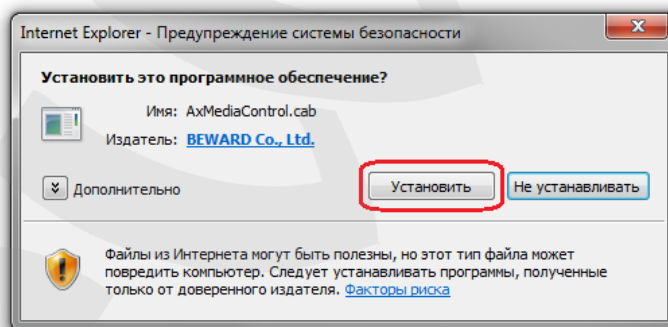 Internet Explorer - Предупреждение системы безопасности
Установить это программное обеспечение?
Имя: AxMediaControl.cab
Издатель: BEWARD Co., Ltd.
Дополнительно
Установить
Не устанавливать
Файлы из Интернета могут быть полезны, но этот тип файла может
повредить компьютер. Следует устанавливать программы, полученные
только от доверенного издателя. Факторы риска